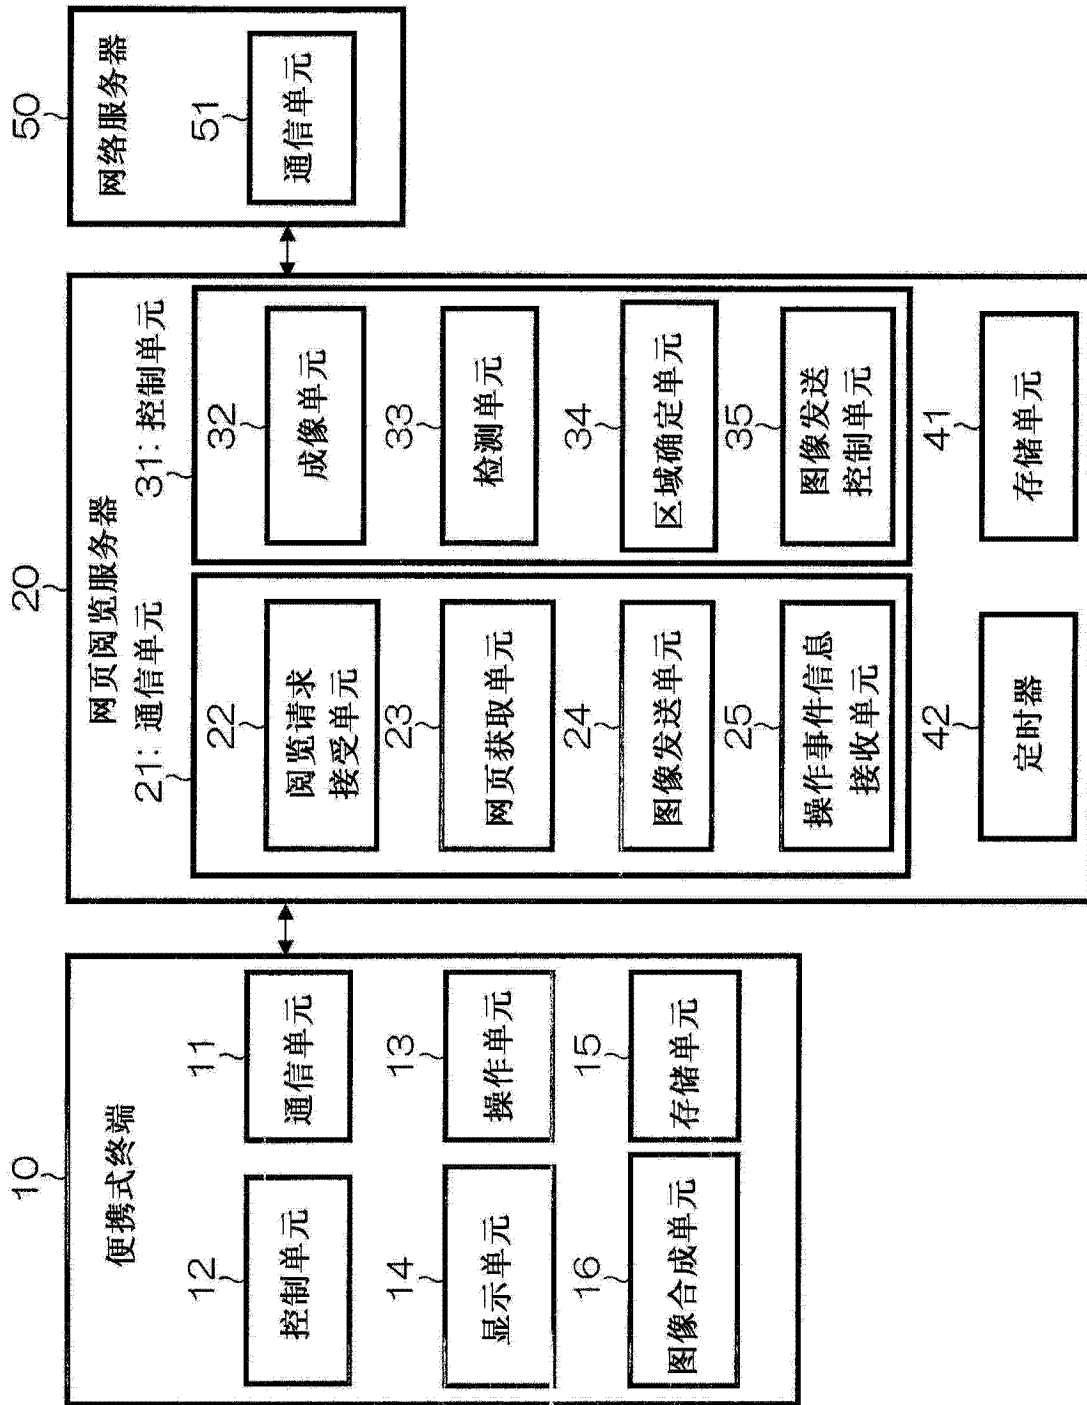 10
便携式终端
12
控制单元
11
通信单元
14
显示单元
13
操作单元
16
图像合成单元
15
存储单元
20
网页阅览服务器
21：通信单元
22
阅览请求
接受单元
23
网页获取单元
24
图像发送单元
25
操作事件信息
接收单元
31：控制单元
32
成像单元
33
检测单元
34
区域确定单元
35
图像发送
控制单元
42
定时器
41
存储单元
50
网络服务器
51
通信单元